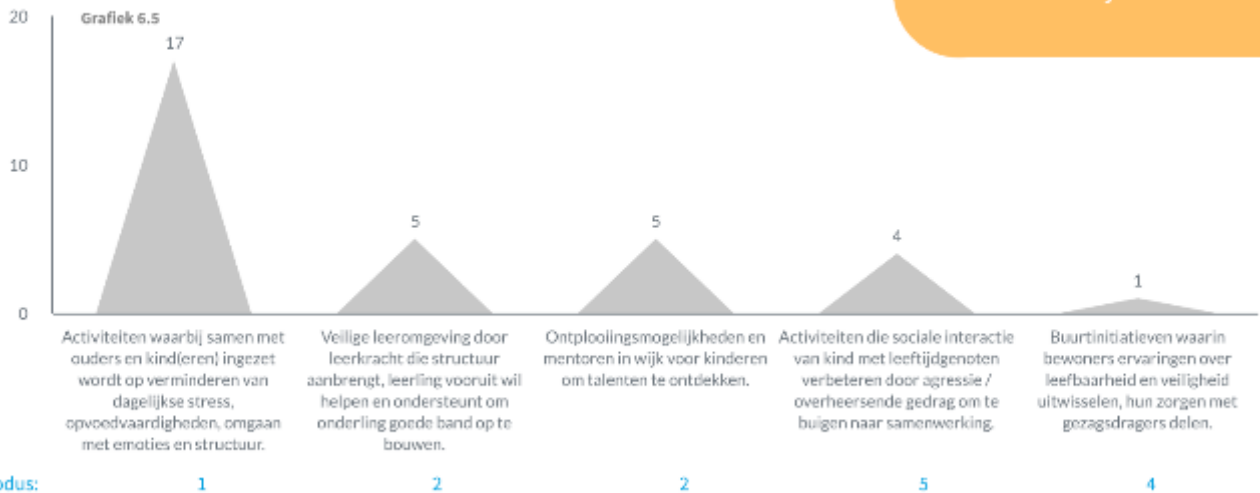 20
Grafiek 6.5
17
10
5
5
4
1
0
Activiteiten waarbij samen met
ouders en kind(eren) ingezet
wordt op verminderen van
dagelijkse stress,
opvoedvaardigheden, omgaan
met emoties en structuur.
Veilige leeromgeving door
leerkracht die structuur
aanbrengt, leerling vooruit wil
helpen en ondersteunt om
onderling goede band op te
bouwen.
Ontplooiingsmogelijkheden en
mentoren in wijk voor kinderen
om talenten te ontdekken.
Activiteiten die sociale interactie
van kind met leeftijdgenoten
verbeteren door agressie /
overheersende gedrag om te
buigen naar samenwerking.
Buurtinitiatieven waarin
bewoners ervaringen over
leefbaarheid en veiligheid
uitwisselen, hun zorgen met
gezagsdragers delen.
odus: 1 2 2 5 4